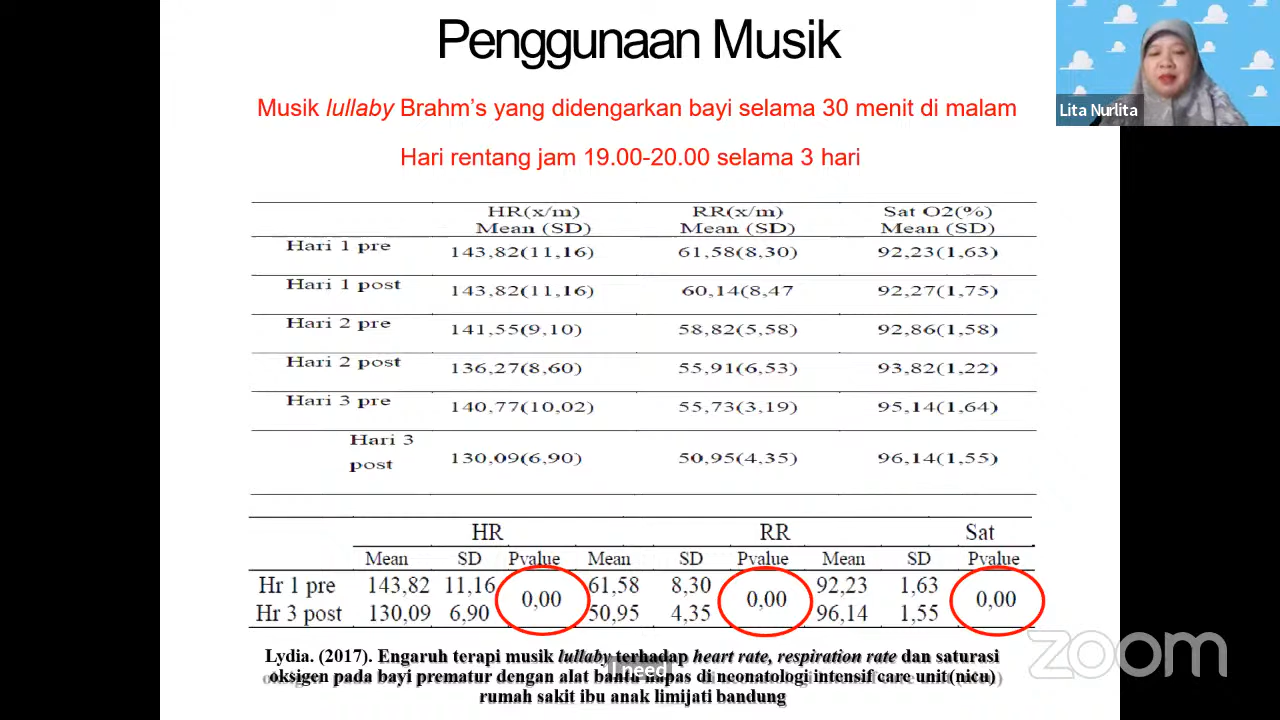 Penggunaan Musik
Lita Nurlita
Musik lullaby Brahm's yang didengarkan bayi selama 30 menit di malam
Hari rentang jam 19.00-20.00 selama 3 hari
HR(x/m) RR(x/m) Sat O2(%)
Mean (SD) Mean (SD) Mean (SD)
Hari 1 pre 143,82(11,16) 61,58(8,30) 92,23(1,63)
Hari 1 post 143,82(11,16) 60,14(8,47 92,27(1,75)
Hari 2 pre 141,55(9,10) 58,82(5,58) 92,86(1,58)
Hari 2 post 136,27(8,60) 55,91(6,53) 93,82(1,22)
Hari 3 pre 140,77(10,02) 55,73(3,19) 95,14(1,64)
Hari 3
post 130,09(6,90) 50,95(4,35) 96,14(1,55)
HR RR Sat
Mean SD Pvalue Mean SD Pvalue Mean SD Pvalue
Hr 1 pre 143,82 11,16 0,00 61,58 8,30 0,00 92,23 1,63 0,00
Hr 3 post 130,09 6,90 50,95 4,35 96,14 1,55
zoom
Lydia. (2017). Engaruh terapi musik lullaby terhadap heart rate, respiration rate dan saturasi
oksigen pada bayi prematur dengan alat bantu napas di neonatologi intensif care unit(nicu)
I need
rumah sakit ibu anak limijati bandung